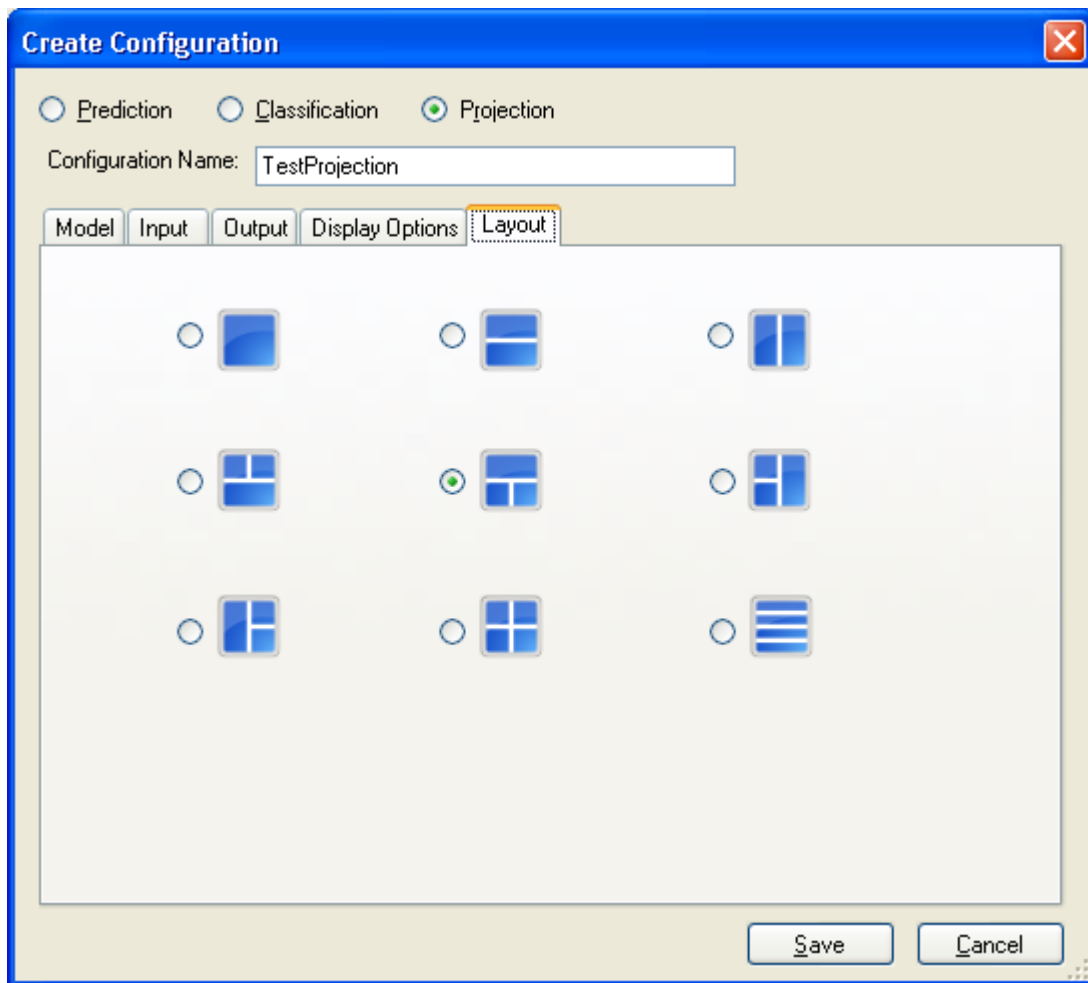 Create Configuration
Prediction Classification Projection
Configuration Name: TestProjection
Model Input Output Display Options Layout
Save Cancel